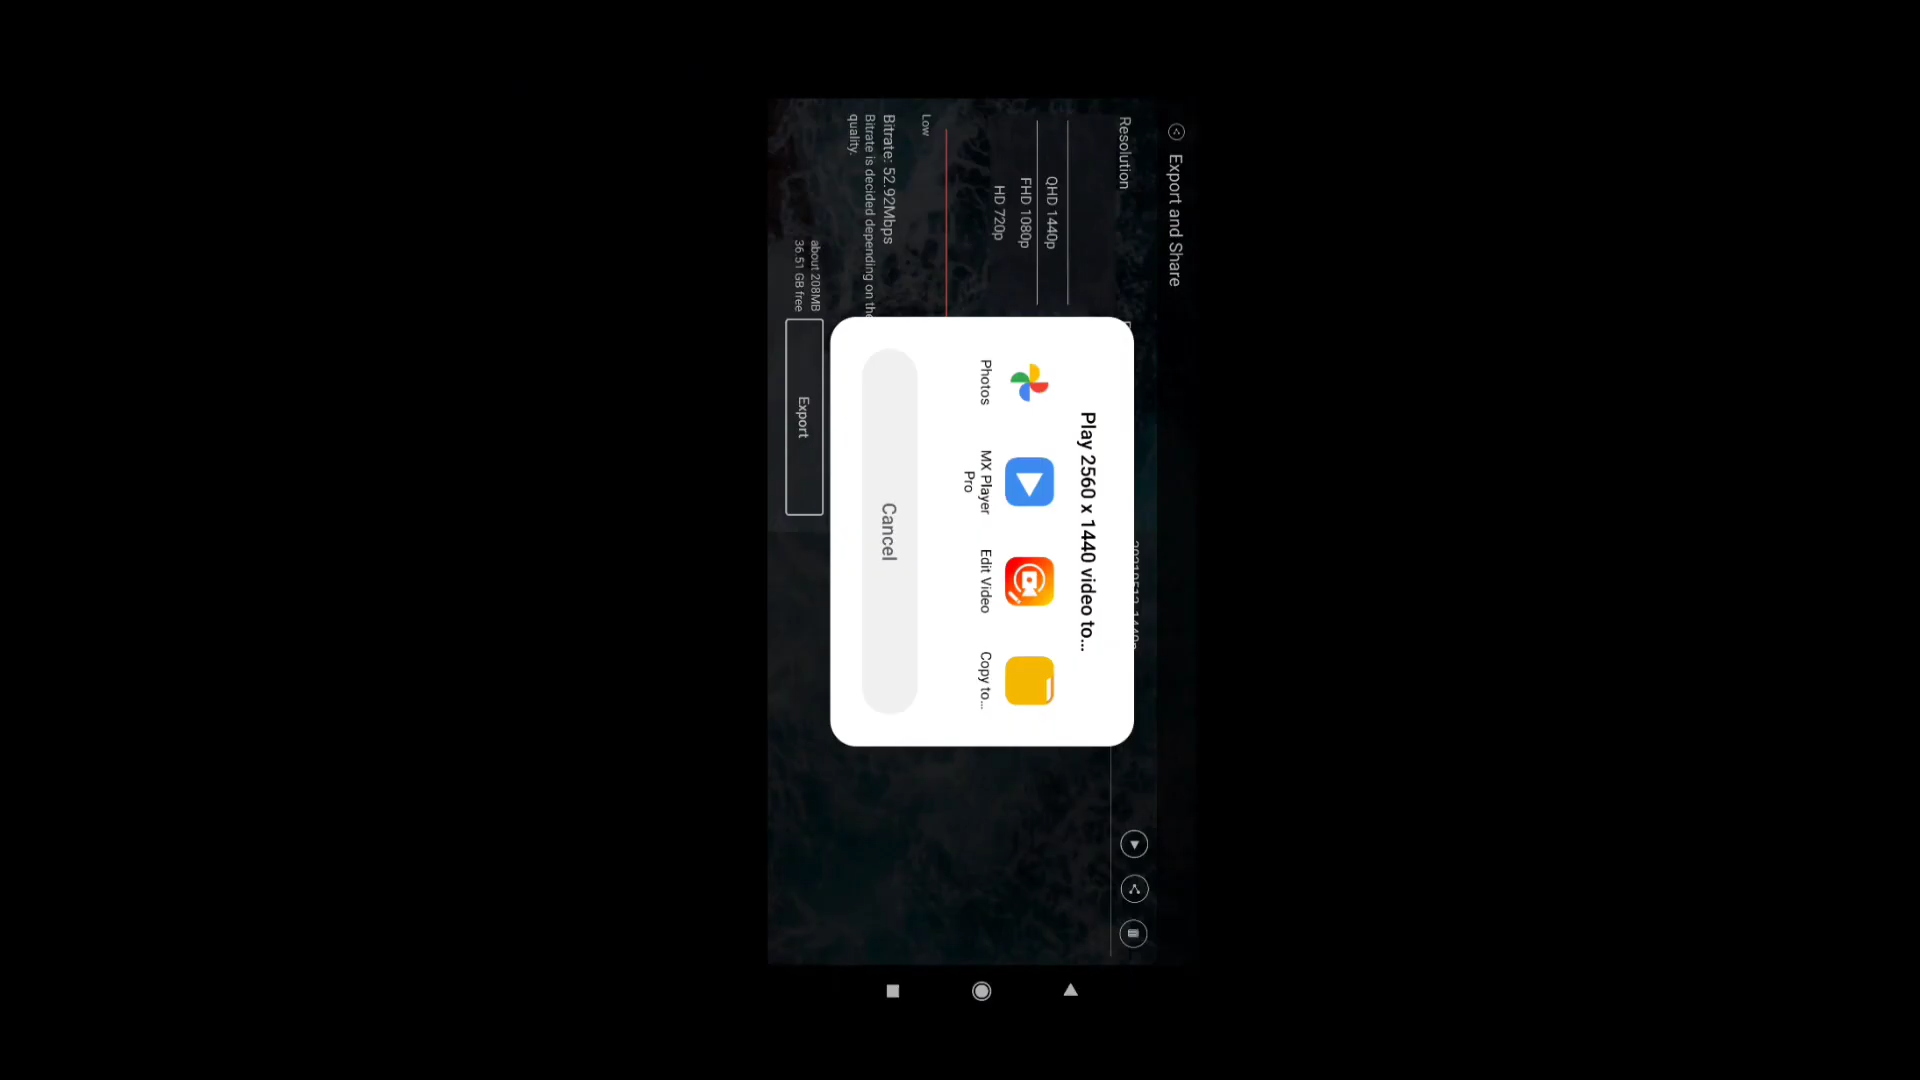 Export and Share
Resolution
QHD 1440p
FHD 1080p
HD 720p
Low
Bitrate: 52.92Mbps
Bitrate is decided depending on the
quality.
about 208MB
36.51 GB free
Export
Play 2560 x 1440 video to...
Photos
MX Player
Pro
Edit Video
Copy to...
Cancel